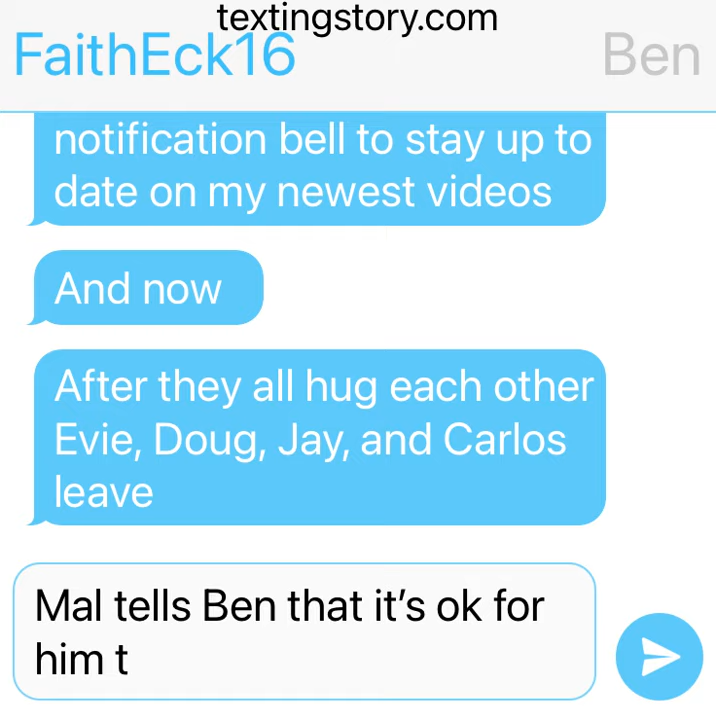 textingstory.com
FaithEck16
Ben
notification bell to stay up to
date on my newest videos
And now
After they all hug each other
Evie, Doug, Jay, and Carlos
leave
Mal tells Ben that it’s ok for
him t